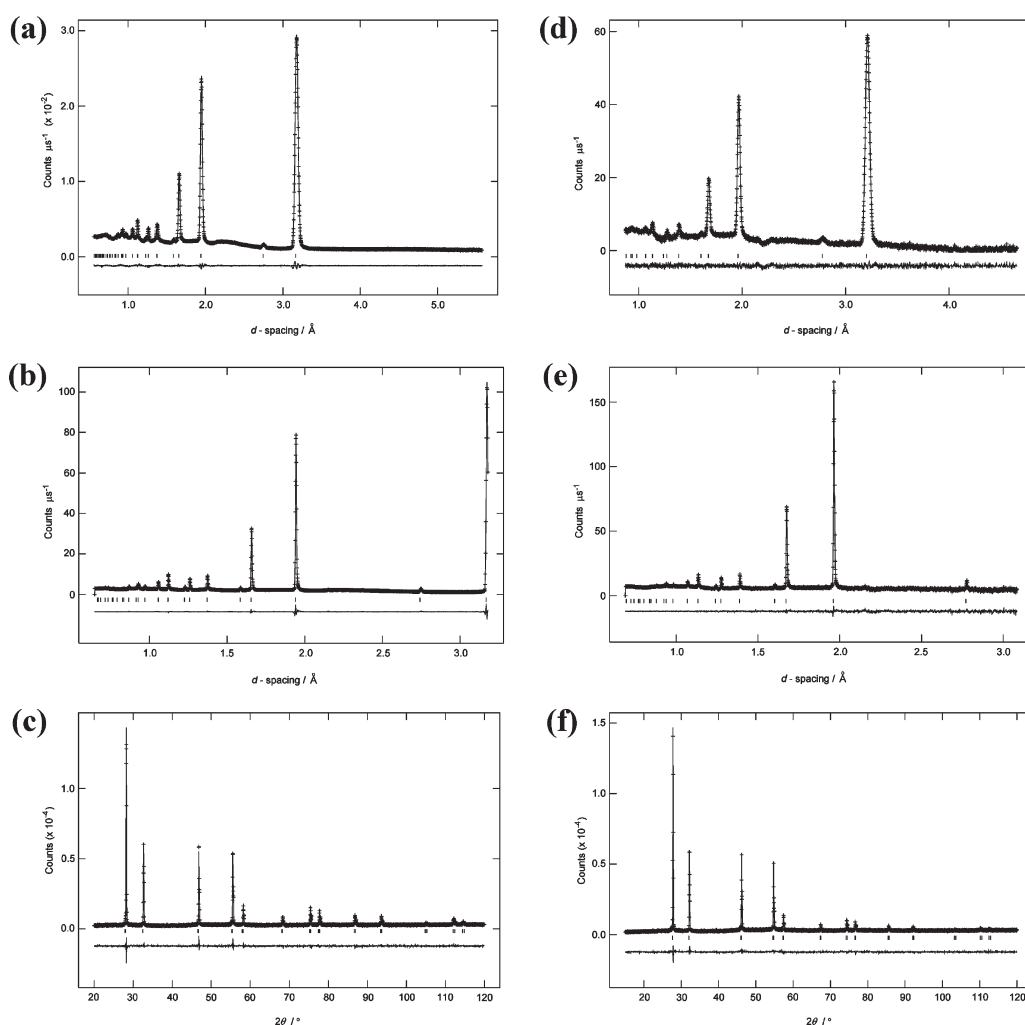 (a)
3.0
2.0
1.0
0.0
Counts μs⁻¹ (x 10⁻²)
1.0 2.0 3.0 4.0 5.0
d - spacing / Å
(d)
60
40
20
0
Counts μs⁻¹
1.0 2.0 3.0 4.0
d - spacing / Å
(b)
100
80
60
40
20
0
Counts μs⁻¹
1.0 1.5 2.0 2.5 3.0
d - spacing / Å
(e)
150
100
50
0
Counts μs⁻¹
1.0 1.5 2.0 2.5 3.0
d - spacing / Å
(c)
1.0
0.5
0.0
Counts (x 10⁻⁴)
20 30 40 50 60 70 80 90 100 110 120
2θ / °
(f)
1.5
1.0
0.5
0.0
Counts (x 10⁻⁴)
20 30 40 50 60 70 80 90 100 110 120
2θ / °